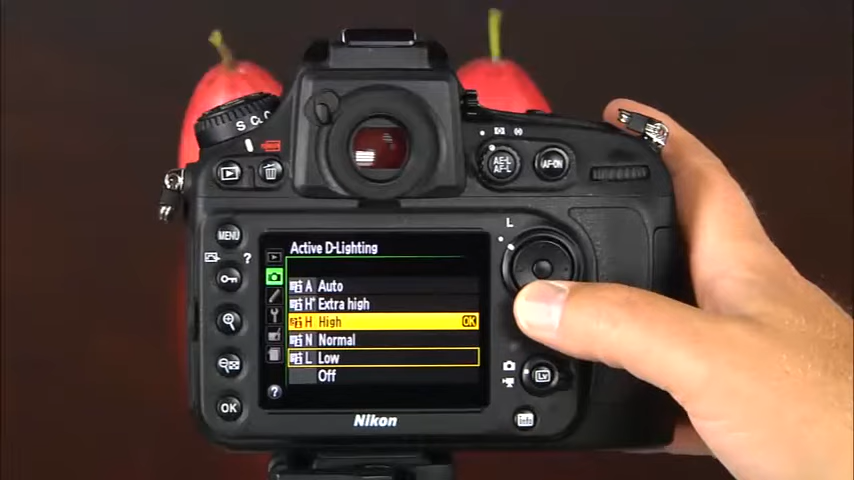 S CL
AE-L
AF-L
AF-ON
MENU
L
?
Active D-Lighting
A Auto
H* Extra high
H High OK
N Normal
L Low
Off
?
Lv
OK
info
Nikon